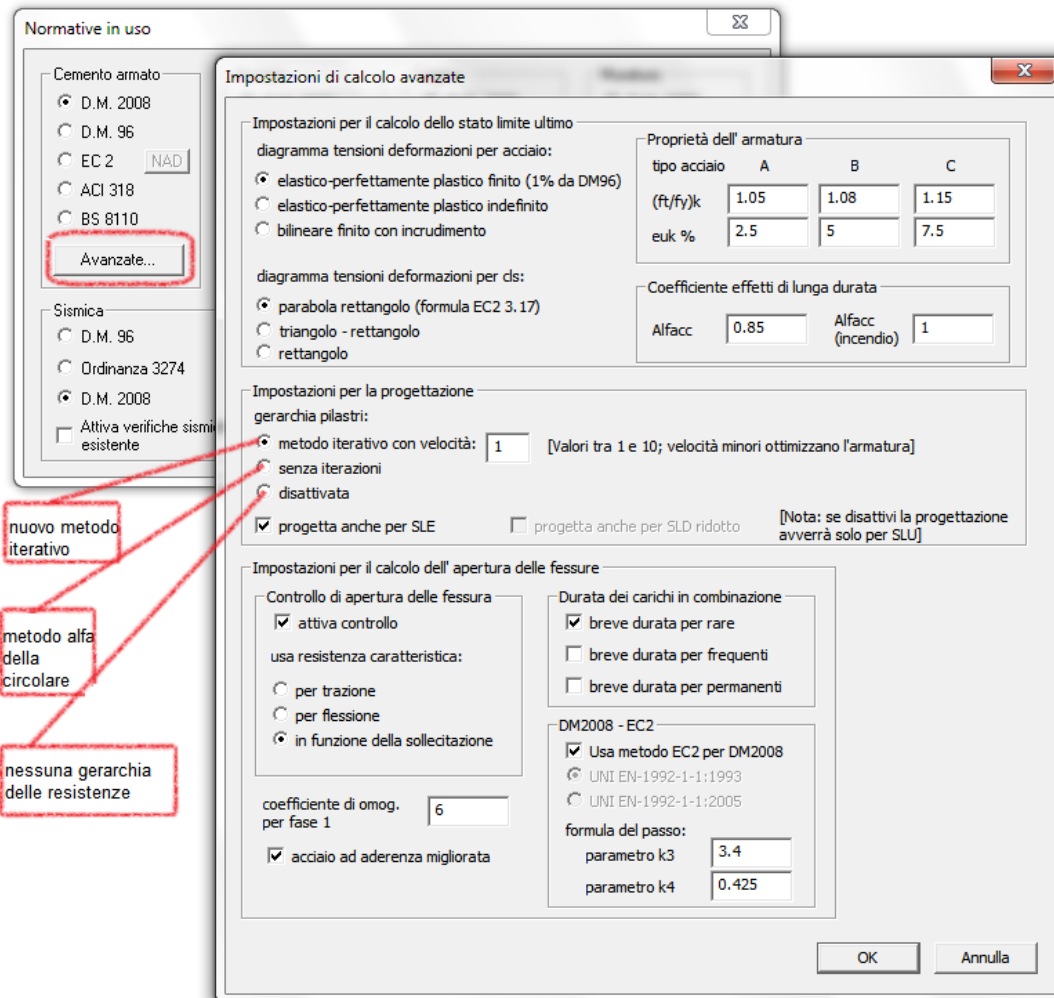 Normative in uso
Cemento armato
D.M. 2008
D.M. 96
EC 2 NAD
ACI 318
BS 8110
Avanzate...
Sismica
D.M. 96
Ordinanza 3274
D.M. 2008
Attiva verifiche sismi
esistente
nuovo metodo
iterativo
metodo alfa
della
circolare
nessuna gerarchia
delle resistenze
Impostazioni di calcolo avanzate
Impostazioni per il calcolo dello stato limite ultimo
diagramma tensioni deformazioni per acciaio:
elastico-perfettamente plastico finito (1% da DM96)
elastico-perfettamente plastico indefinito
bilineare finito con incrudimento
diagramma tensioni deformazioni per cls:
parabola rettangolo (formula EC2 3.17)
triangolo - rettangolo
rettangolo
Proprietà dell' armatura
tipo acciaio A B C
(ft/fy)k 1.05 1.08 1.15
euk % 2.5 5 7.5
Coefficiente effetti di lunga durata
Alfacc 0.85 Alfacc (incendio) 1
Impostazioni per la progettazione
gerarchia pilastri:
metodo iterativo con velocità: 1 [Valori tra 1 e 10; velocità minori ottimizzano l'armatura]
senza iterazioni
disattivata
progetta anche per SLE progetta anche per SLD ridotto [Nota: se disattivi la progettazione
avverrà solo per SLU]
Impostazioni per il calcolo dell' apertura delle fessure
Controllo di apertura delle fessura
attiva controllo
usa resistenza caratteristica:
per trazione
per flessione
in funzione della sollecitazione
coefficiente di omog.
per fase 1 6
acciaio ad aderenza migliorata
Durata dei carichi in combinazione
breve durata per rare
breve durata per frequenti
breve durata per permanenti
DM2008 - EC2
Usa metodo EC2 per DM2008
UNI EN-1992-1-1:1993
UNI EN-1992-1-1:2005
formula del passo:
parametro k3 3.4
parametro k4 0.425
OK Annulla